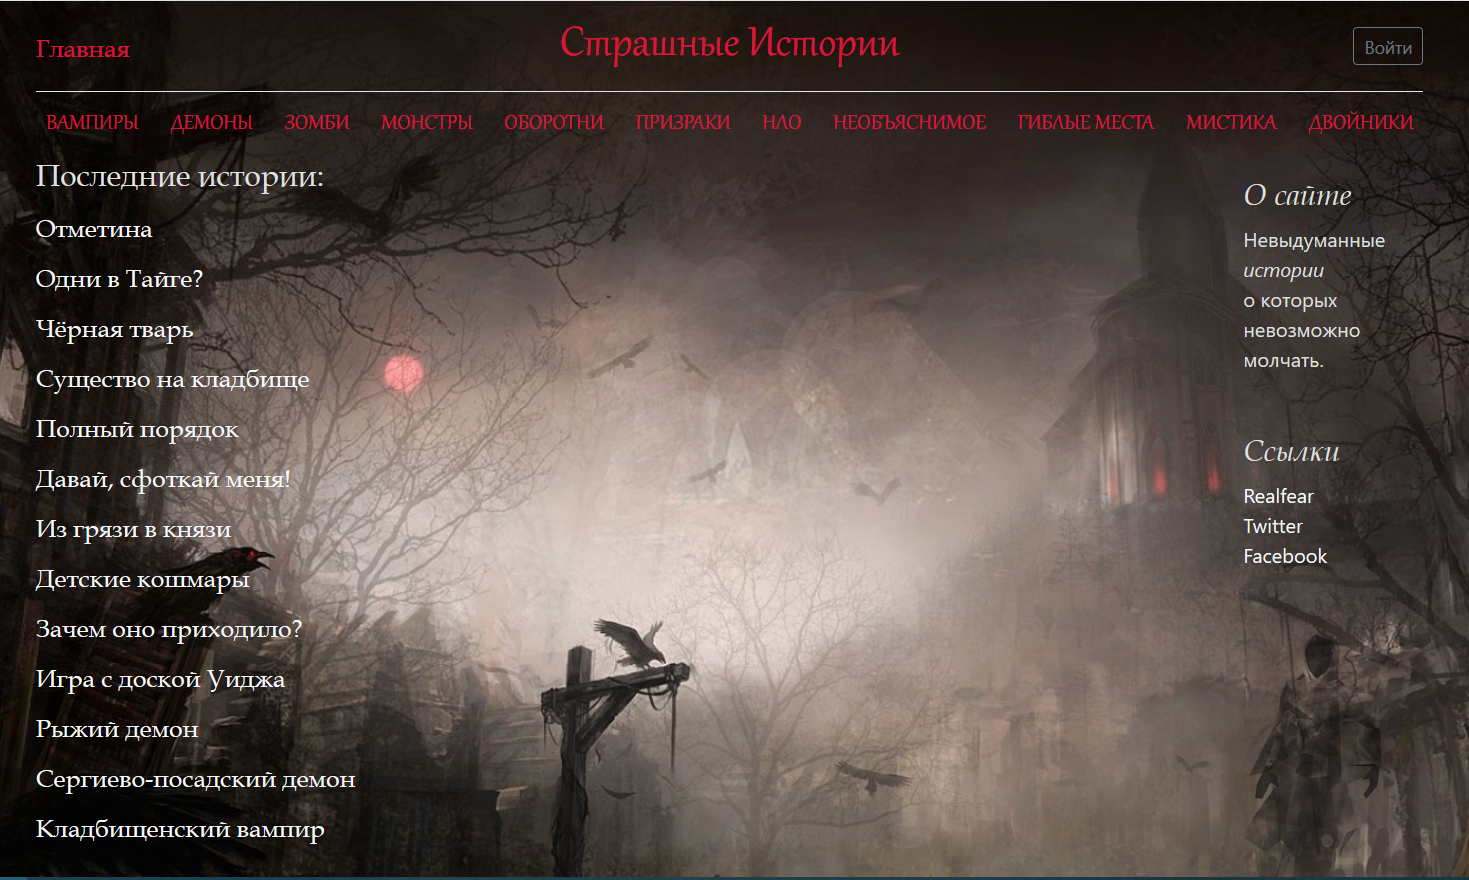 Главная
Страшные Истории
Войти
ВАМПИРЫ ДЕМОНЫ ЗОМБИ МОНСТРЫ ОБОРОТНИ ПРИЗРАКИ НЛО НЕОБЪЯСНИМОЕ ГИБЛЫЕ МЕСТА МИСТИКА ДВОЙНИКИ
Последние истории:
Отметина
Одни в Тайге?
Чёрная тварь
Существо на кладбище
Полный порядок
Давай, сфоткай меня!
Из грязи в князи
Детские кошмары
Зачем оно приходило?
Игра с доской Уиджа
Рыжий демон
Сергиево-посадский демон
Кладбищенский вампир
О сайте
Невыдуманные
истории
о которых
невозможно
молчать.
Ссылки
Realfear
Twitter
Facebook